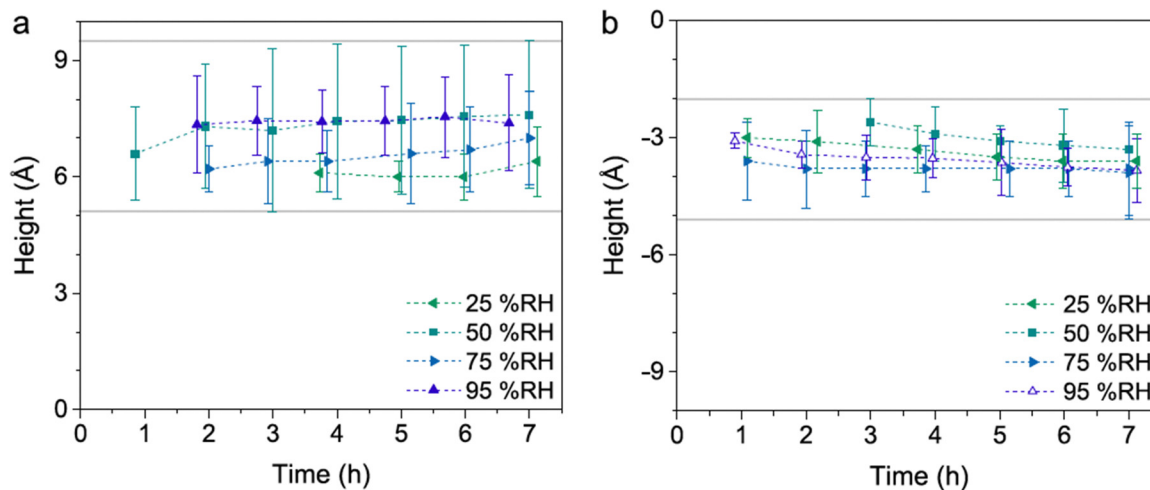 a
Height (Å)
9
6
3
0
0 1 2 3 4 5 6 7
Time (h)
25 %RH
50 %RH
75 %RH
95 %RH
b
Height (Å)
0
-3
-6
-9
0 1 2 3 4 5 6 7
Time (h)
25 %RH
50 %RH
75 %RH
95 %RH